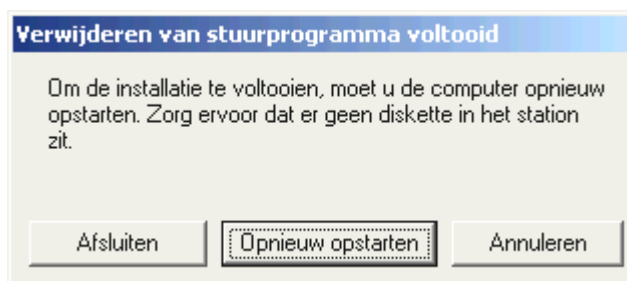 Verwijderen van stuurprogramma voltooid
Om de installatie te voltooien, moet u de computer opnieuw
opstarten. Zorg ervoor dat er geen diskette in het station
zit.
Afsluiten
Opnieuw opstarten
Annuleren